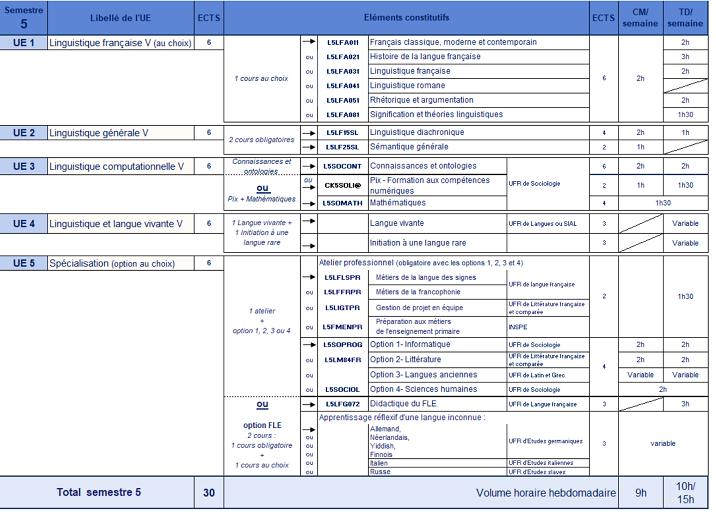 Semestre 5 Libellé de l'UE ECTS Eléments constitutifs ECTS CM/ semaine TD/ semaine
UE 1 Linguistique française V (au choix) 6 1 cours au choix 6 2h
L5LFA011 Français classique, moderne et contemporain 2h
ou L5LFA021 Histoire de la langue française 3h
ou L5LFA031 Linguistique française 2h
ou L5LFA041 Linguistique romane
ou L5LFA051 Rhétorique et argumentation 2h
ou L5LFA081 Signification et théories linguistiques 1h30
UE 2 Linguistique générale V 6 2 cours obligatoires
L5LF15SL Linguistique diachronique 4 2h 1h
L5LF25SL Sémantique générale 2 1h
UE 3 Linguistique computationnelle V 6
Connaissances et ontologies L5SOCONT Connaissances et ontologies UFR de Sociologie 6 2h 2h
ou
Pix + Mathématiques
ou CK5SOLI@ Pix - Formation aux compétences numériques 2 1h 1h30
L5SOMATH Mathématiques 4 1h30
UE 4 Linguistique et langue vivante V 6
1 Langue vivante +
1 Initiation à une
langue rare
Langue vivante UFR de Langues ou SIAL 3 Variable
Initiation à une langue rare 3 Variable
UE 5 Spécialisation (option au choix) 6
1 atelier
+
option 1, 2, 3 ou 4
Atelier professionnel (obligatoire avec les options 1, 2, 3 et 4) 2 1h30
L5LFLSPR Métiers de la langue des signes UFR de langue française
ou L5LFFRPR Métiers de la francophonie
ou L5LIGTPR Gestion de projet en équipe UFR de Littérature française et comparée
ou L5FMENPR Préparation aux métiers de l'enseignement primaire INSPE
L5SOPROG Option 1- Informatique UFR de Sociologie 4 2h 2h
ou L5LM84FR Option 2- Littérature UFR de Littérature française et comparée 2h 2h
ou Option 3- Langues anciennes UFR de Latin et Grec Variable Variable
ou L5SOCIOL Option 4- Sciences humaines UFR de Sociologie 2h
ou
option FLE
2 cours :
1 cours obligatoire
+
1 cours au choix
L5LFG072 Didactique du FLE UFR de Langue française 3 3h
Apprentissage réflexif d'une langue inconnue : 3 variable
Allemand,
ou Néerlandais,
ou Yiddish,
ou Finnois UFR d'Etudes germaniques
ou Italien UFR d'Etudes italiennes
ou Russe UFR d'Etudes slaves
Total semestre 5 30 Volume horaire hebdomadaire 9h 10h/ 15h